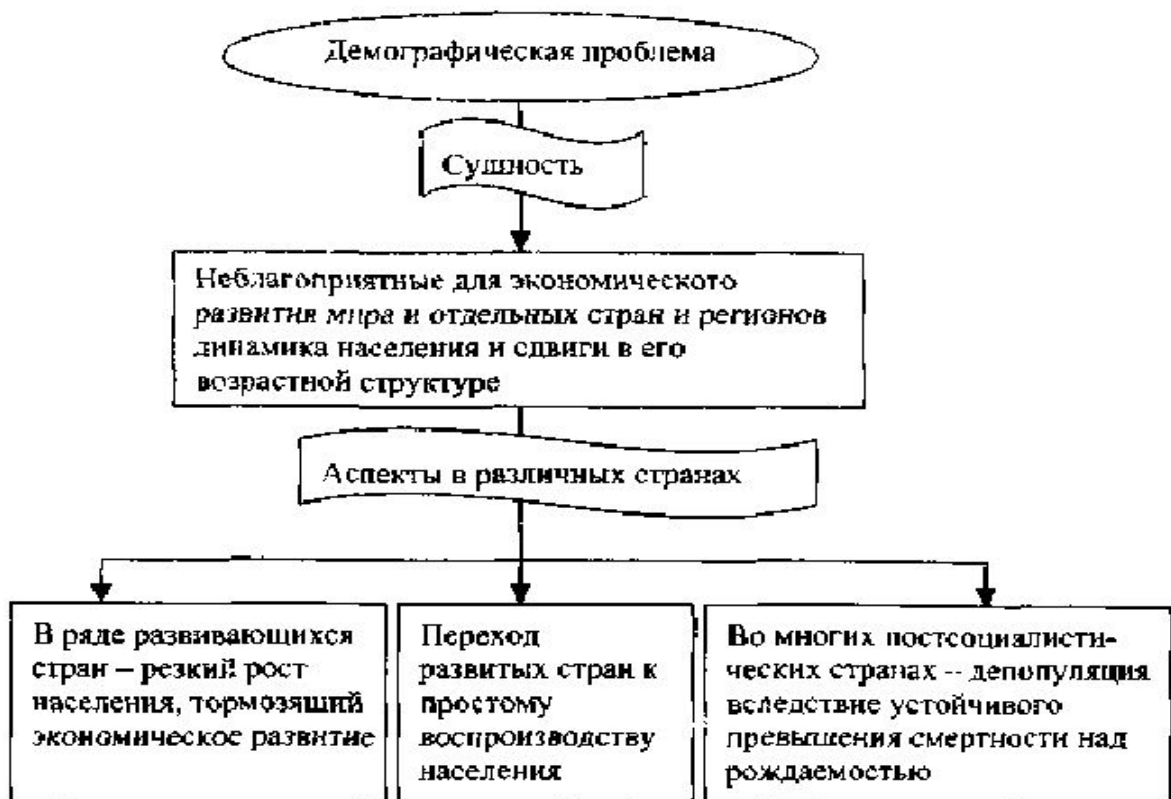 Демографическая проблема
Сущность
Неблагоприятные для экономического
развития мира и отдельных стран и регионов
динамика населения и сдвиги в его
возрастной структуре
Аспекты в различных странах
В ряде развивающихся
стран – резкий рост
населения, тормозящий
экономическое развитие
Переход
развитых стран к
простому
воспроизводству
населения
Во многих постсоциалисти-
ческих странах -- депопуляция
вследствие устойчивого
превышения смертности над
рождаемостью